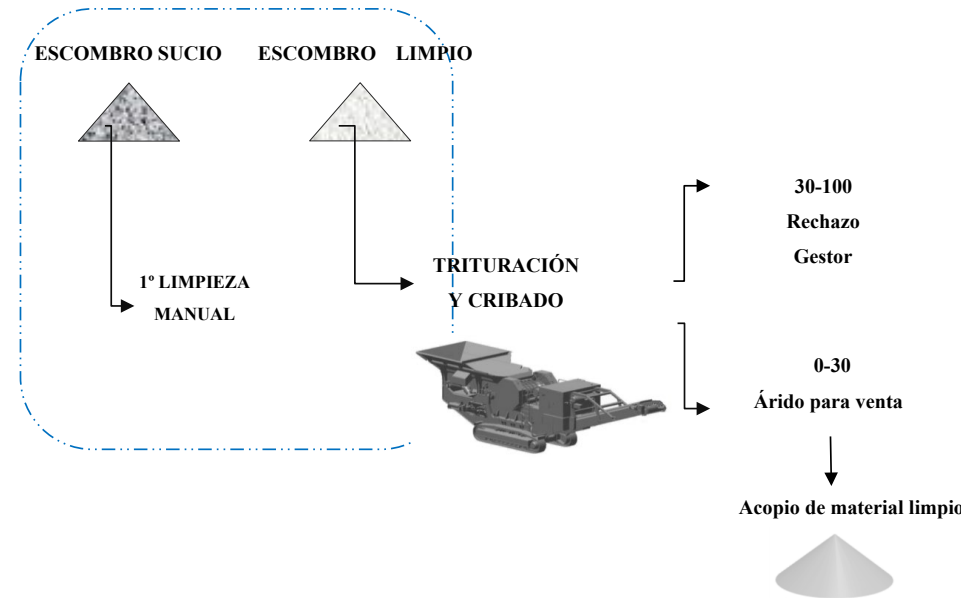 ESCOMBRO SUCIO
ESCOMBRO LIMPIO
1º LIMPIEZA
MANUAL
TRITURACIÓN
Y CRIBADO
30-100
Rechazo
Gestor
0-30
Árido para venta
Acopio de material limpio